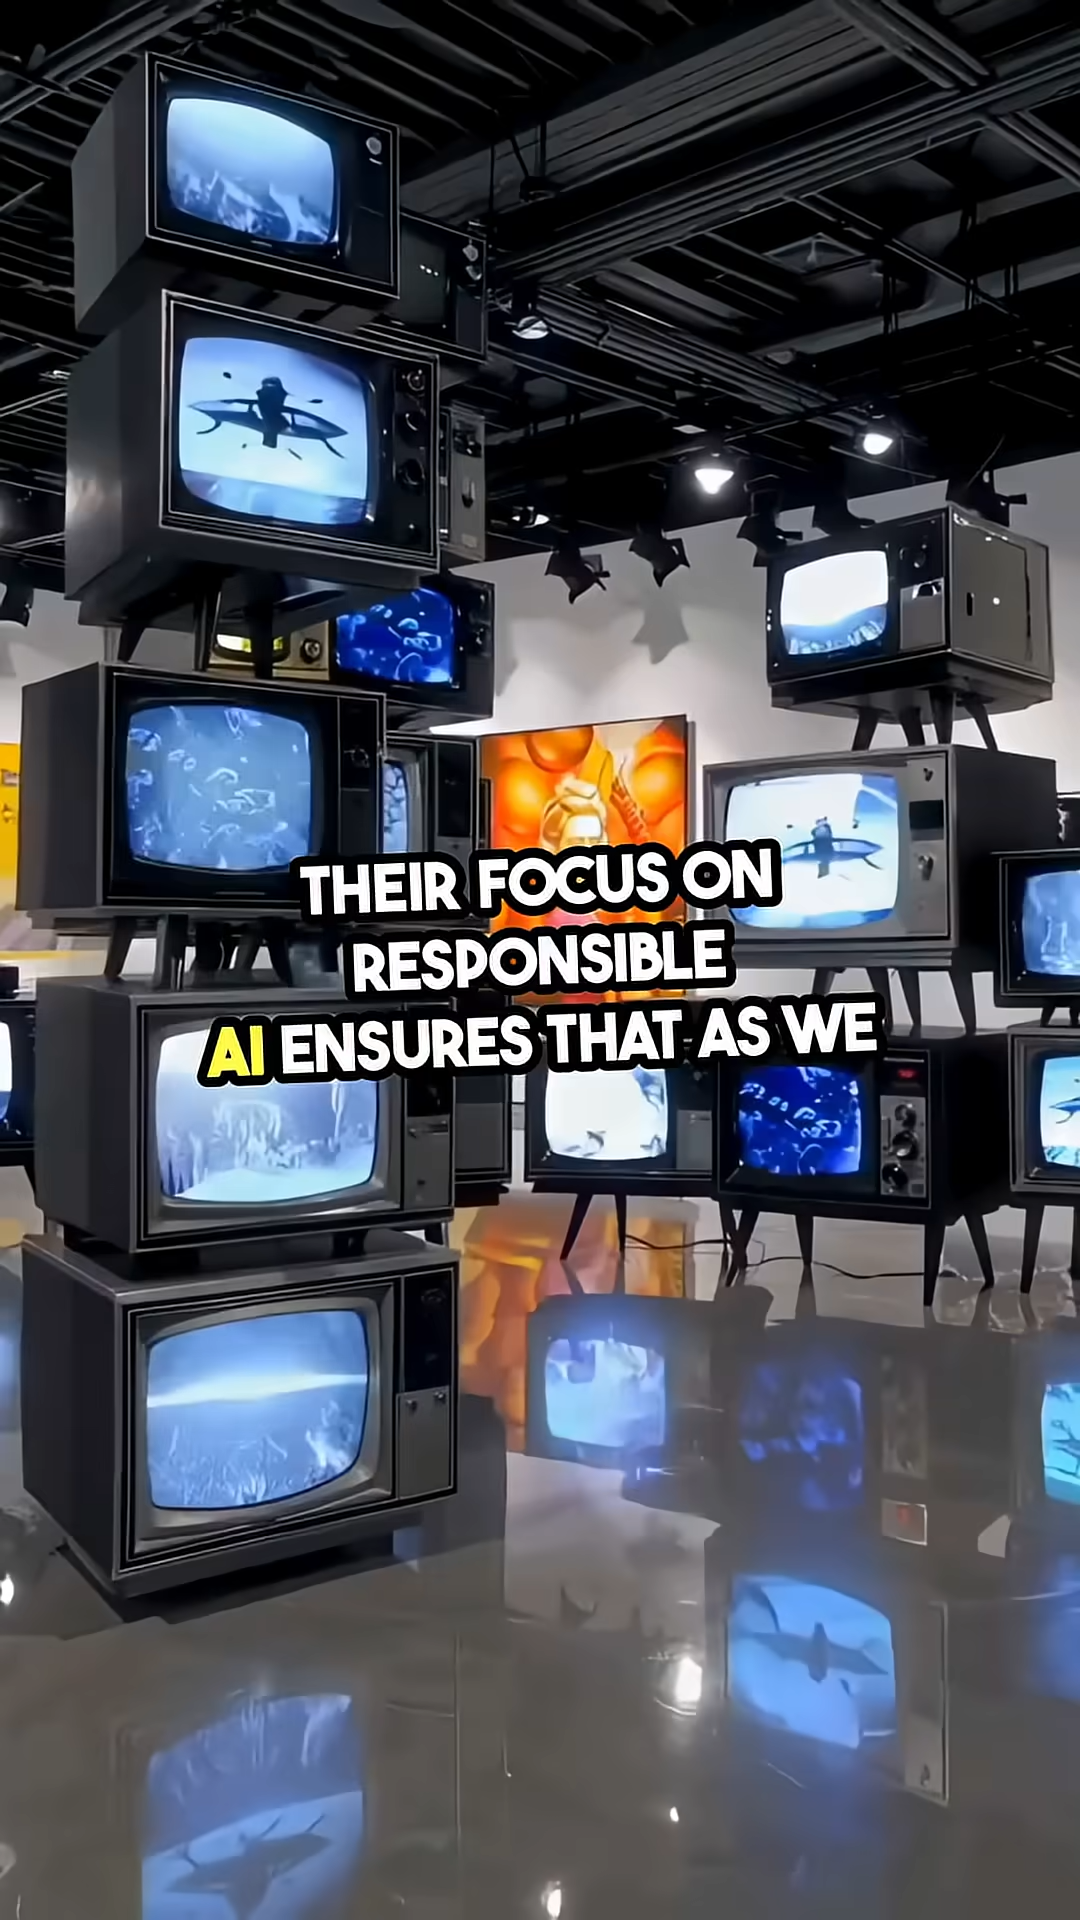 THEIR FOCUS ON
RESPONSIBLE
AI ENSURES THAT AS WE